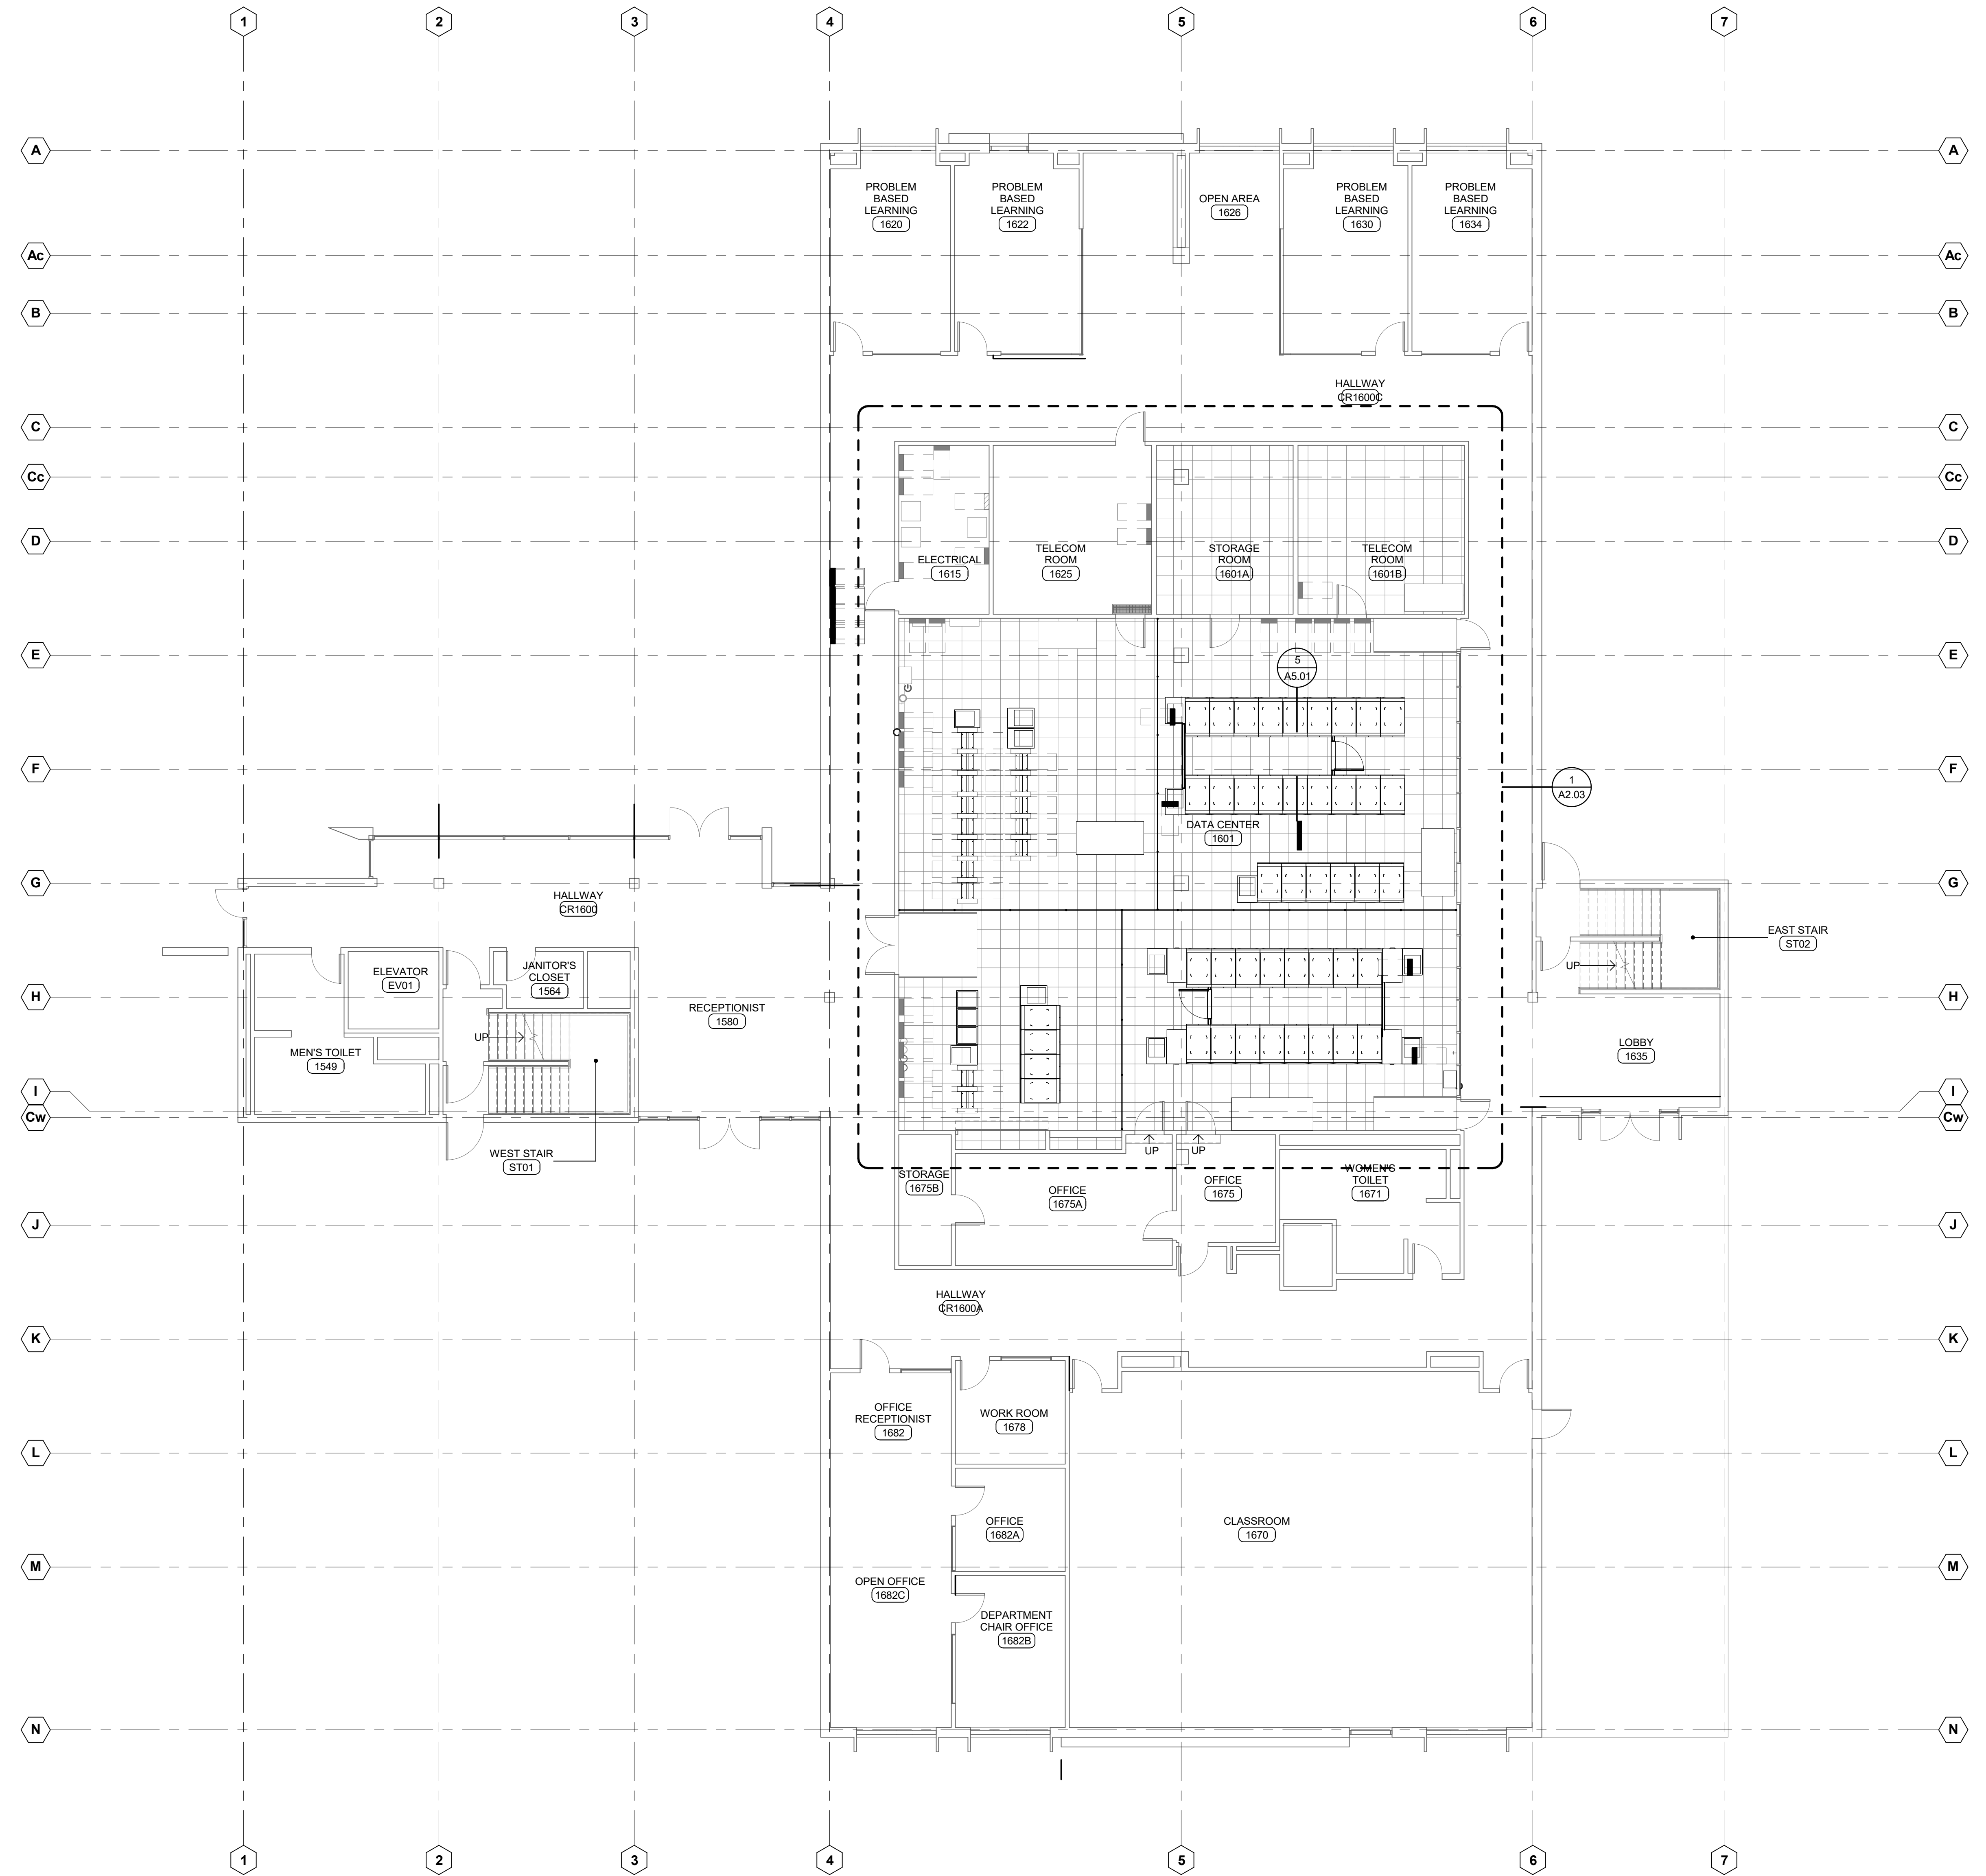 1
2
3
4
5
6
7
A
A
PROBLEM
BASED
LEARNING
1620
PROBLEM
BASED
LEARNING
1622
OPEN AREA
1626
PROBLEM
BASED
LEARNING
1630
PROBLEM
BASED
LEARNING
1634
Ac
Ac
B
B
HALLWAY
CR1600C
C
C
Cc
Cc
D
D
ELECTRICAL
1615
TELECOM
ROOM
1625
STORAGE
ROOM
1601A
TELECOM
ROOM
1601B
E
E
5
A5.01
F
F
1
A2.03
DATA CENTER
1601
G
G
HALLWAY
CR1600
EAST STAIR
ST02
UP
ELEVATOR
EV01
JANITOR'S
CLOSET
1564
H
H
RECEPTIONIST
1580
UP
MEN'S TOILET
1549
LOBBY
1635
I
I
Cw
Cw
WEST STAIR
ST01
UP
UP
STORAGE
1675B
OFFICE
1675A
OFFICE
1675
WOMEN'S
TOILET
1671
J
J
HALLWAY
CR1600A
K
K
OFFICE
RECEPTIONIST
1682
WORK ROOM
1678
L
L
OFFICE
1682A
CLASSROOM
1670
M
M
OPEN OFFICE
1682C
DEPARTMENT
CHAIR OFFICE
1682B
N
N
1
2
3
4
5
6
7